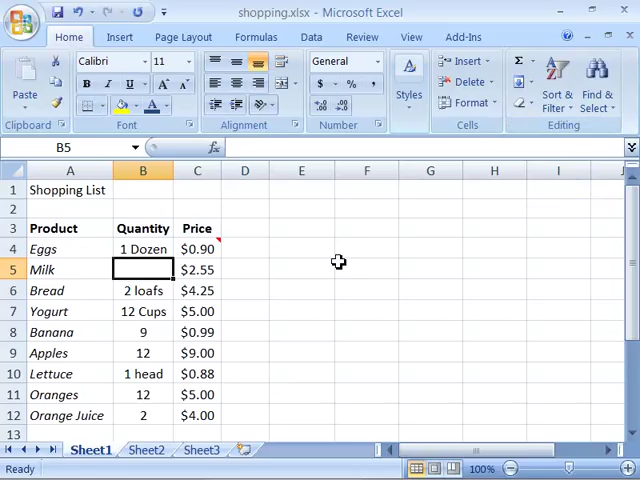 shopping.xlsx - Microsoft Excel
Home Insert Page Layout Formulas Data Review View Add-Ins
Paste
Calibri 11
B I U
A A
A
General
$ % ,
Styles
Insert
Delete
Format
Σ
Sort & Filter
Find & Select
Clipboard Font Alignment Number Cells Editing
B5 fx
A B C D E F G H I J
1 Shopping List
2
3 Product Quantity Price
4 Eggs 1 Dozen $0.90
5 Milk $2.55
6 Bread 2 loafs $4.25
7 Yogurt 12 Cups $5.00
8 Banana 9 $0.99
9 Apples 12 $9.00
10 Lettuce 1 head $0.88
11 Oranges 12 $5.00
12 Orange Juice 2 $4.00
13
Sheet1 Sheet2 Sheet3
Ready 100%